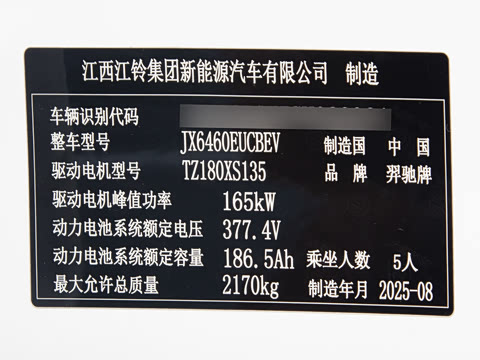 江西江铃集团新能源汽车有限公司 制造
车辆识别代码
整车型号 JX6460EUCBEV 制造国 中国
驱动电机型号 TZ180XS135 品牌 羿驰牌
驱动电机峰值功率 165kW
动力电池系统额定电压 377.4V
动力电池系统额定容量 186.5Ah 乘坐人数 5人
最大允许总质量 2170kg 制造年月 2025-08